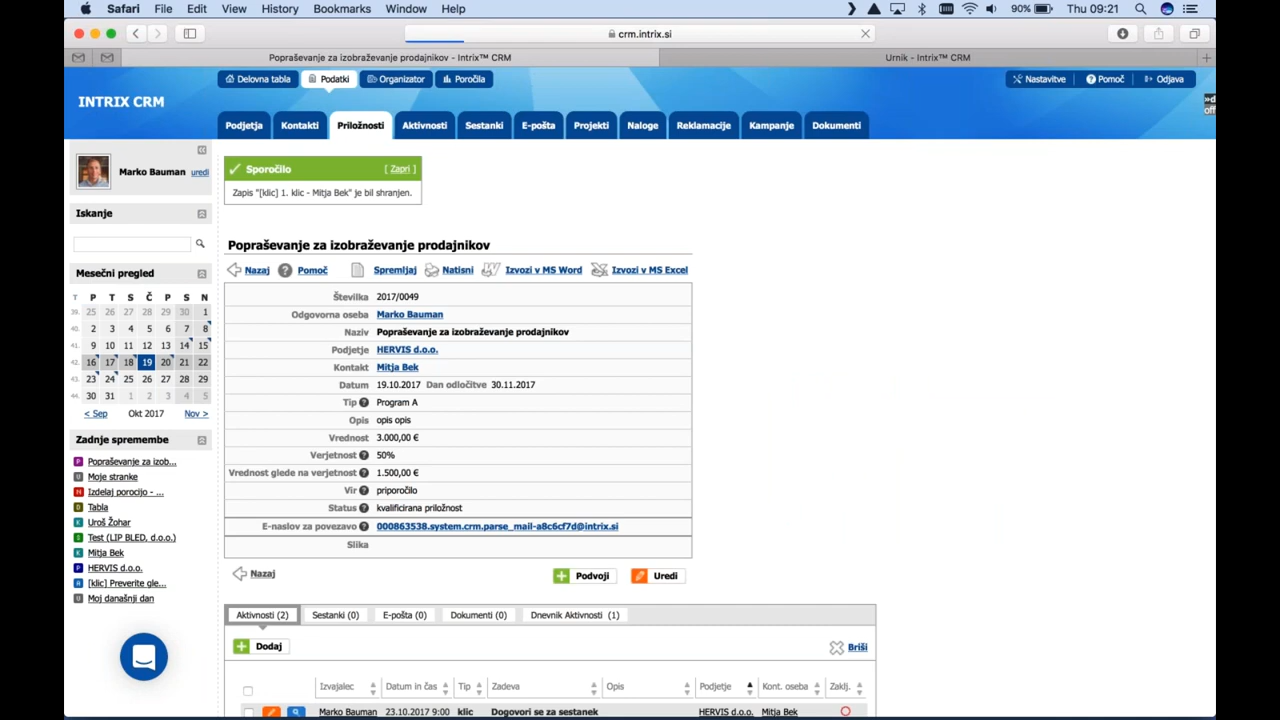 Safari File Edit View History Bookmarks Window Help 90% Thu 09:21
crm.intrix.si
Popraševanje za izobraževanje prodajnikov - Intrix™ CRM Urnik - Intrix™ CRM
Delovna tabla Podatki Organizator Poročila Nastavitve Pomoč Odjava
INTRIX CRM
Podjetja Kontakti Priložnosti Aktivnosti Sestanki E-pošta Projekti Naloge Reklamacije Kampanje Dokumenti
Marko Bauman uredi
Iskanje
Mesečni pregled
T P T S Č P S N
39. 25 26 27 28 29 30 1
40. 2 3 4 5 6 7 8
41. 9 10 11 12 13 14 15
42. 16 17 18 19 20 21 22
43. 23 24 25 26 27 28 29
44. 30 31 1 2 3 4 5
< Sep Okt 2017 Nov >
Zadnje spremembe
P Popraševanje za izob...
U Moje stranke
N Izdelaj porocijo - ...
D Tabla
K Uroš Žohar
S Test (LIP BLED, d.o.o.)
K Mitja Bek
P HERVIS d.o.o.
A [klic] Preverite gle...
U Moj današnji dan
Sporočilo [ Zapri ]
Zapis "[klic] 1. klic - Mitja Bek" je bil shranjen.
Popraševanje za izobraževanje prodajnikov
Nazaj Pomoč Spremljaj Natisni Izvozi v MS Word Izvozi v MS Excel
Številka 2017/0049
Odgovorna oseba Marko Bauman
Naziv Popraševanje za izobraževanje prodajnikov
Podjetje HERVIS d.o.o.
Kontakt Mitja Bek
Datum 19.10.2017 Dan odločitve 30.11.2017
Tip Program A
Opis opis opis
Vrednost 3.000,00 €
Verjetnost 50%
Vrednost glede na verjetnost 1.500,00 €
Vir priporočilo
Status kvalificirana priložnost
E-naslov za povezavo 000863538.system.crm.parse_mail-a8c6cf7d@intrix.si
Slika
Nazaj Podvoji Uredi
Aktivnosti (2) Sestanki (0) E-pošta (0) Dokumenti (0) Dnevnik Aktivnosti (1)
Dodaj Briši
Izvajalec Datum in čas Tip Zadeva Opis Podjetje Kont. oseba Zaklj.
Marko Bauman 23.10.2017 9:00 klic Dogovori se za sestanek HERVIS d.o.o. Mitja Bek